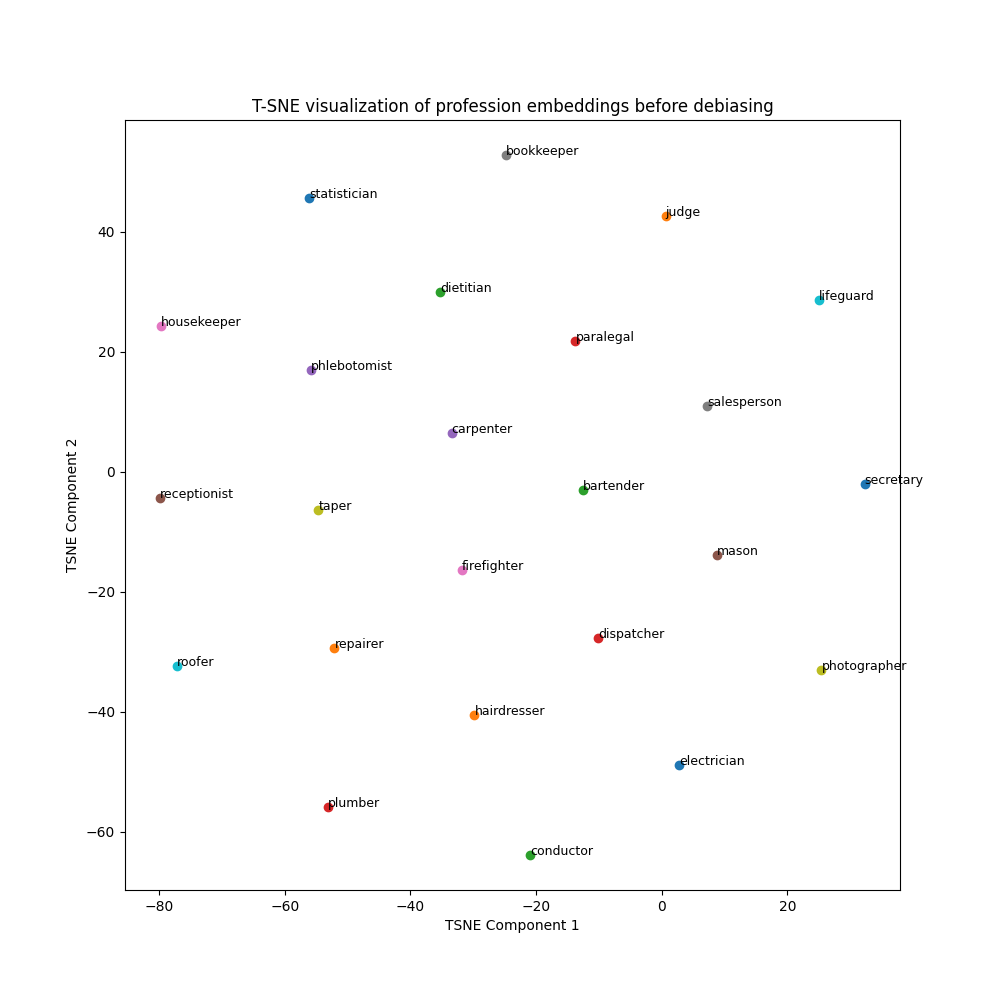 T-SNE visualization of profession embeddings before debiasing
bookkeeper
statistician
judge
dietitian
lifeguard
housekeeper
paralegal
phlebotomist
salesperson
carpenter
secretary
bartender
receptionist
taper
mason
firefighter
dispatcher
repairer
roofer
photographer
hairdresser
electrician
plumber
conductor
40
20
0
−20
−40
−60
TSNE Component 2
−80 −60 −40 −20 0 20
TSNE Component 1